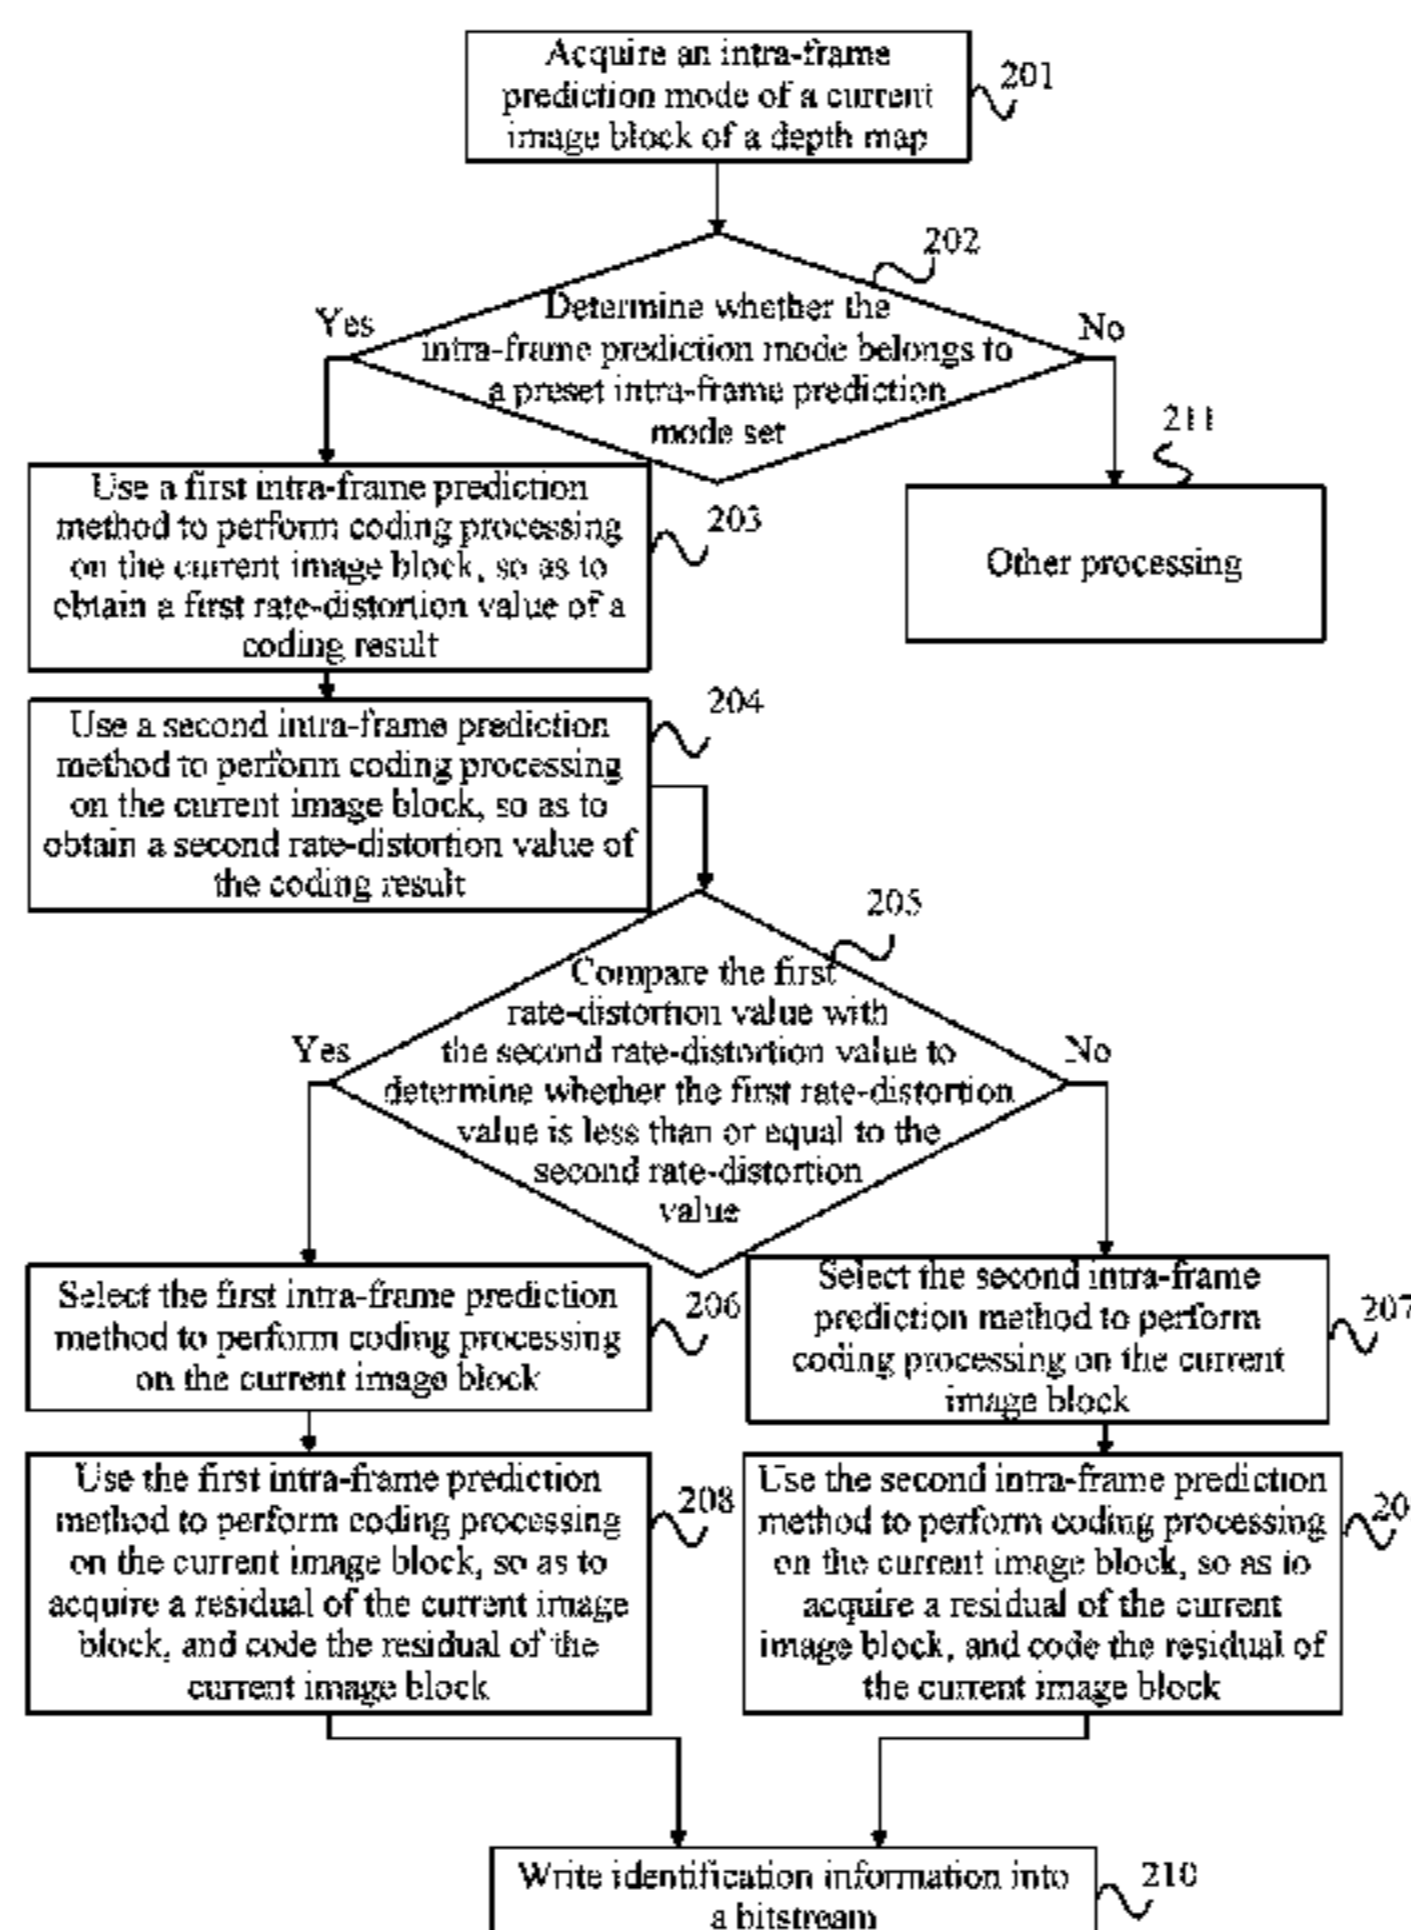 Acquire an intra-frame
prediction mode of a current
image block of a depth map
201
202
Determine whether the
intra-frame prediction mode belongs to
a preset intra-frame prediction
mode set
Yes
No
211
Other processing
Use a first intra-frame prediction
method to perform coding processing
on the current image block, so as to
obtain a first rate-distortion value of a
coding result
203
Use a second intra-frame prediction
method to perform coding processing
on the current image block, so as to
obtain a second rate-distortion value of
the coding result
204
205
Compare the first
rate-distortion value with
the second rate-distortion value to
determine whether the first rate-distortion
value is less than or equal to the
second rate-distortion
value
Yes
No
Select the first intra-frame prediction
method to perform coding processing
on the current image block
206
Select the second intra-frame
prediction method to perform
coding processing on the current
image block
207
Use the first intra-frame prediction
method to perform coding processing
on the current image block, so as to
acquire a residual of the current image
block, and code the residual of the
current image block
208
Use the second intra-frame prediction
method to perform coding processing
on the current image block, so as to
acquire a residual of the current
image block, and code the residual of
the current image block
20
Write identification information into
a bitstream
210